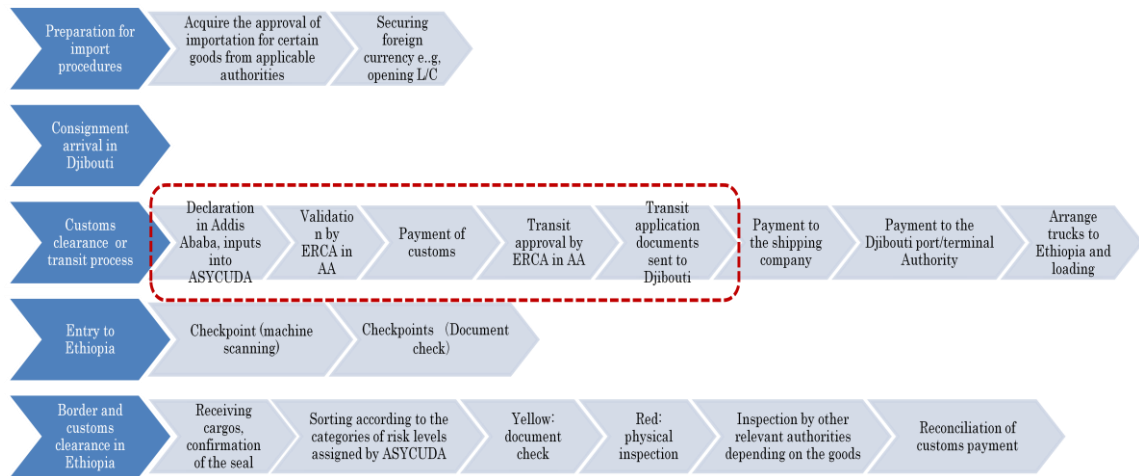 Preparation for
import
procedures
Acquire the approval of
importation for certain
goods from applicable
authorities
Securing
foreign
currency e..g,
opening L/C
Consignment
arrival in
Djibouti
Customs
clearance or
transit process
Declaration
in Addis
Ababa, inputs
into
ASYCUDA
Validatio
n by
ERCA in
AA
Payment of
customs
Transit
approval by
ERCA in AA
Transit
application
documents
sent to
Djibouti
Payment to
the shipping
company
Payment to the
Djibouti port/terminal
Authority
Arrange
trucks to
Ethiopia and
loading
Entry to
Ethiopia
Checkpoint (machine
scanning)
Checkpoints （Document
check）
Border and
customs
clearance in
Ethiopia
Receiving
cargos,
confirmation
of the seal
Sorting according to the
categories of risk levels
assigned by ASYCUDA
Yellow:
document
check
Red:
physical
inspection
Inspection by other
relevant authorities
depending on the goods
Reconciliation of
customs payment